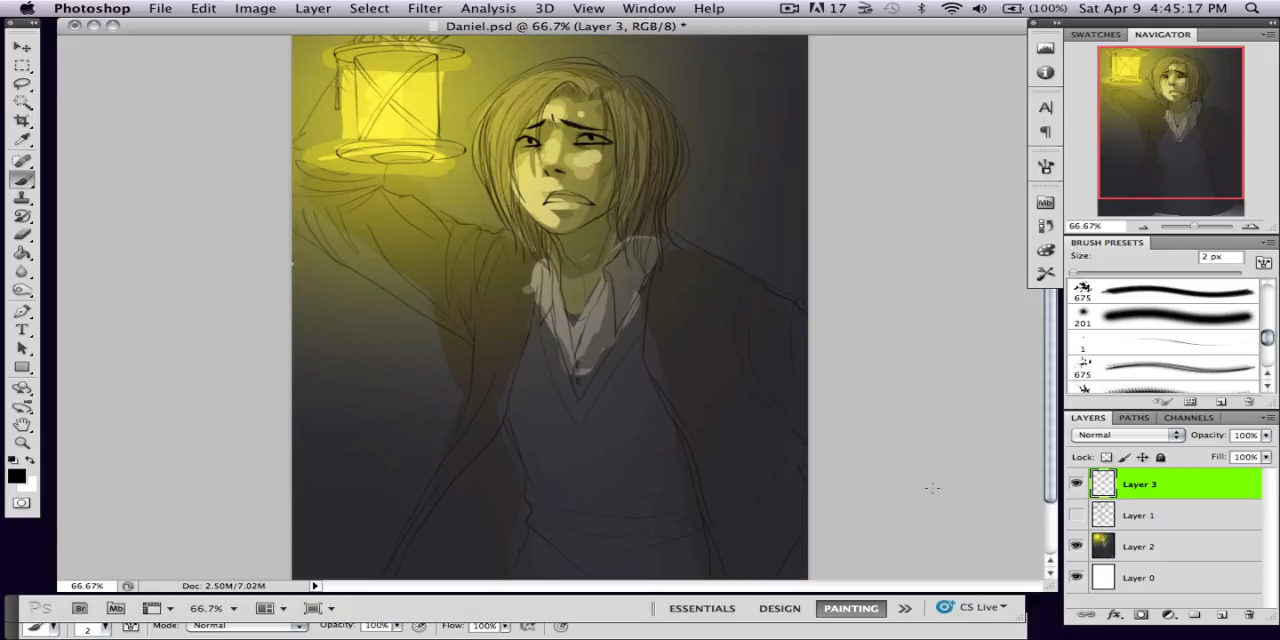 Photoshop File Edit Image Layer Select Filter Analysis 3D View Window Help 17 (100%) Sat Apr 9 4:45:17 PM
Daniel.psd @ 66.7% (Layer 3, RGB/8) *
SWATCHES NAVIGATOR
66.67%
BRUSH PRESETS
Size: 2 px
675
201
1
675
LAYERS PATHS CHANNELS
Normal Opacity: 100%
Lock: Fill: 100%
Layer 3
Layer 1
Layer 2
Layer 0
66.67% Doc: 2.50M/7.02M
Ps Br Mb 66.7% ESSENTIALS DESIGN PAINTING CS Live
2 Mode: Normal Opacity: 100% Flow: 100%